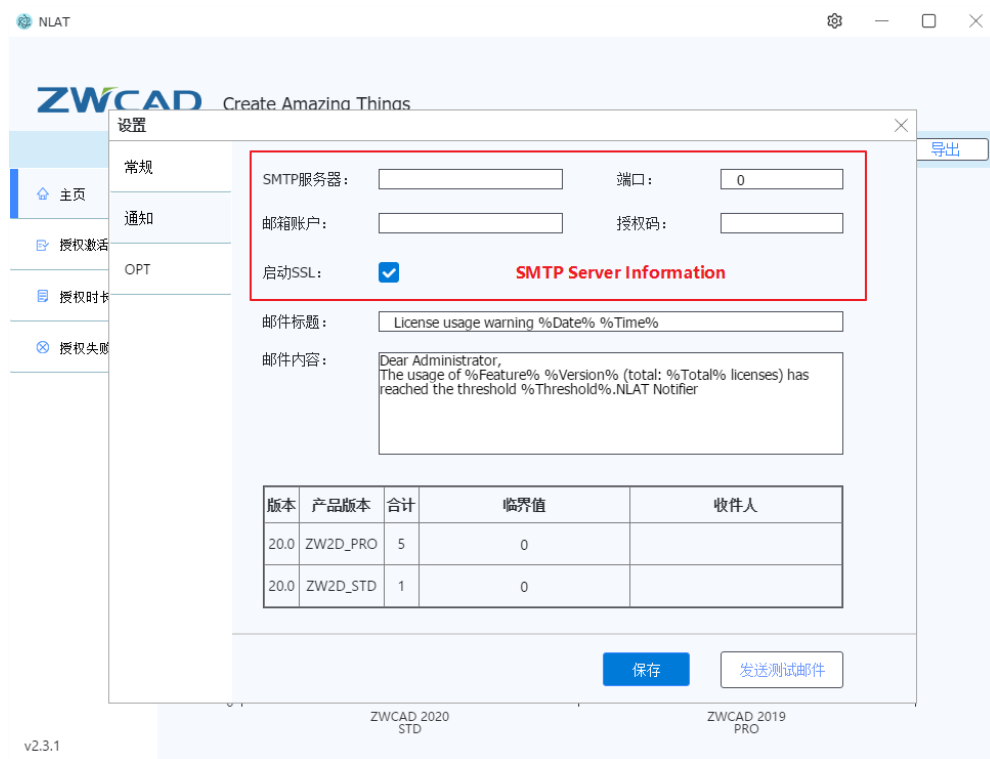 NLAT
ZWCAD Create Amazing Things
设置
导出
主页
授权激活
授权时长
授权失败
常规
通知
OPT
SMTP服务器： 端口： 0
邮箱账户： 授权码：
启动SSL： SMTP Server Information
邮件标题： License usage warning %Date% %Time%
邮件内容： Dear Administrator,
The usage of %Feature% %Version% (total: %Total% licenses) has
reached the threshold %Threshold%.NLAT Notifier
版本 产品版本 合计 临界值 收件人
20.0 ZW2D_PRO 5 0
20.0 ZW2D_STD 1 0
保存 发送测试邮件
ZWCAD 2020 ZWCAD 2019
STD PRO
v2.3.1